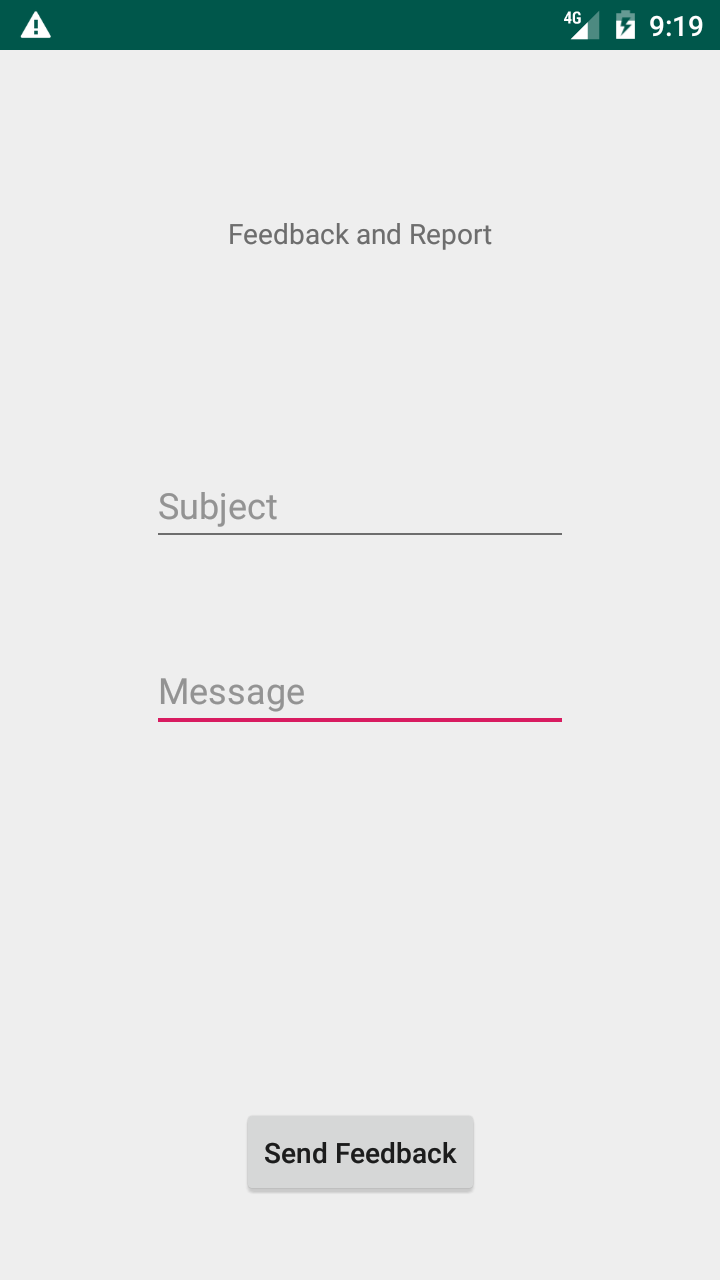 4G 9:19
Feedback and Report
Subject
Message
Send Feedback